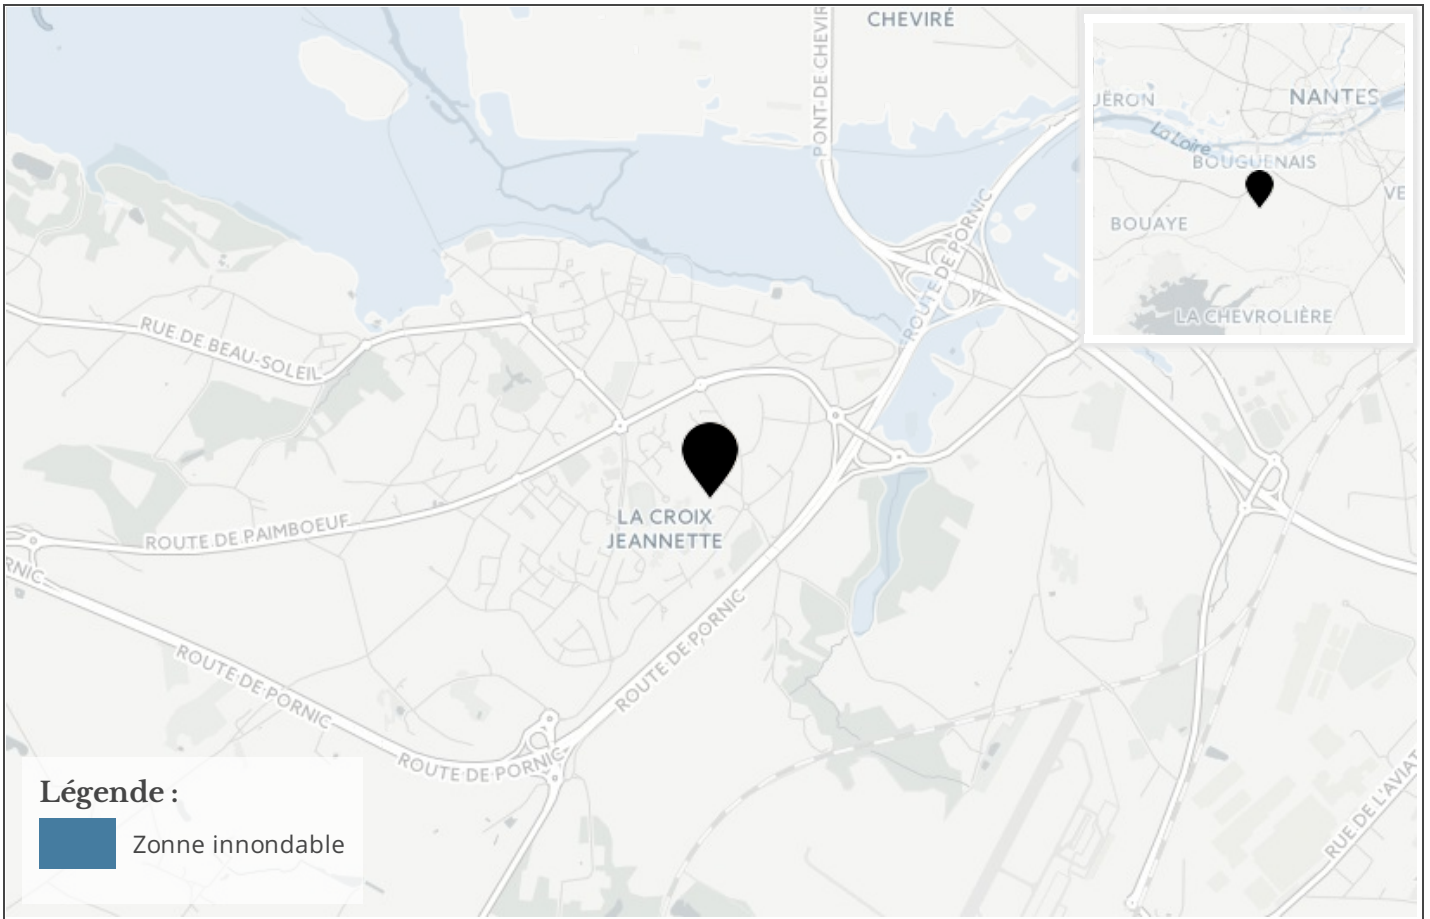 CHEVIRÉ
PONT-DE-CHEVIR
UËRON
NANTES
La Loire
BOUGUENAIS
VE
BOUAYE
LA CHEVROLIÈRE
ROUTE DE PORNIC
RUE DE BEAU-SOLEIL
LA CROIX
JEANNETTE
ROUTE DE PAIMBOEUF
RNIC
ROUTE DE PORNIC
ROUTE DE PORNIC
ROUTE DE PORNIC
RUE DE L'AVIAT
Légende :
Zonne innondable